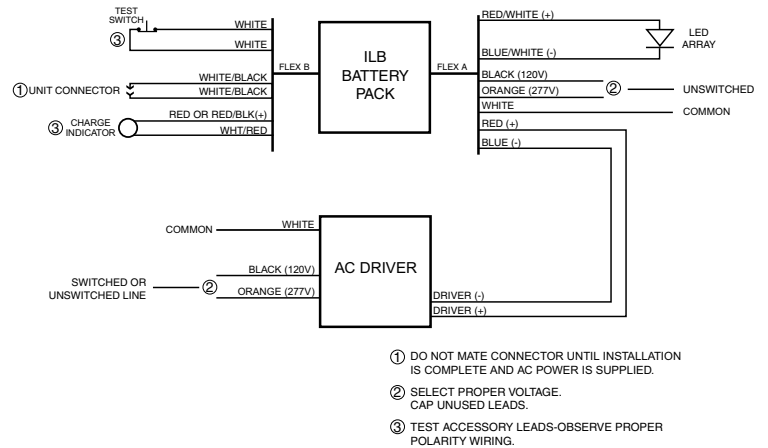 TEST
SWITCH
③
WHITE
WHITE
① UNIT CONNECTOR
WHITE/BLACK
WHITE/BLACK
③ CHARGE
INDICATOR
RED OR RED/BLK(+)
WHT/RED
FLEX B
ILB
BATTERY
PACK
FLEX A
RED/WHITE (+)
LED
ARRAY
BLUE/WHITE (-)
BLACK (120V)
ORANGE (277V)
② UNSWITCHED
WHITE
COMMON
RED (+)
BLUE (-)
COMMON
WHITE
SWITCHED OR
UNSWITCHED LINE
②
BLACK (120V)
ORANGE (277V)
AC DRIVER
DRIVER (-)
DRIVER (+)
① DO NOT MATE CONNECTOR UNTIL INSTALLATION
IS COMPLETE AND AC POWER IS SUPPLIED.
② SELECT PROPER VOLTAGE.
CAP UNUSED LEADS.
③ TEST ACCESSORY LEADS-OBSERVE PROPER
POLARITY WIRING.